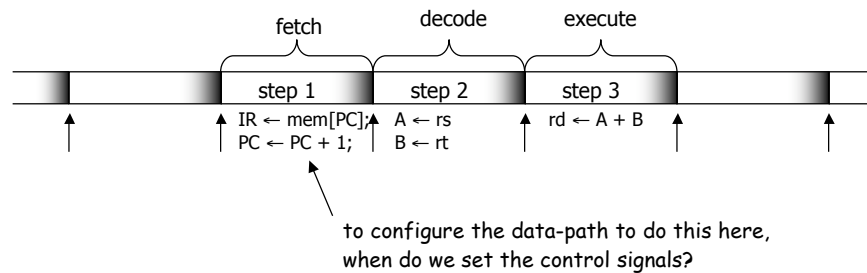 fetch decode execute
step 1 step 2 step 3
IR ← mem[PC]; A ← rs rd ← A + B
PC ← PC + 1; B ← rt
to configure the data-path to do this here,
when do we set the control signals?